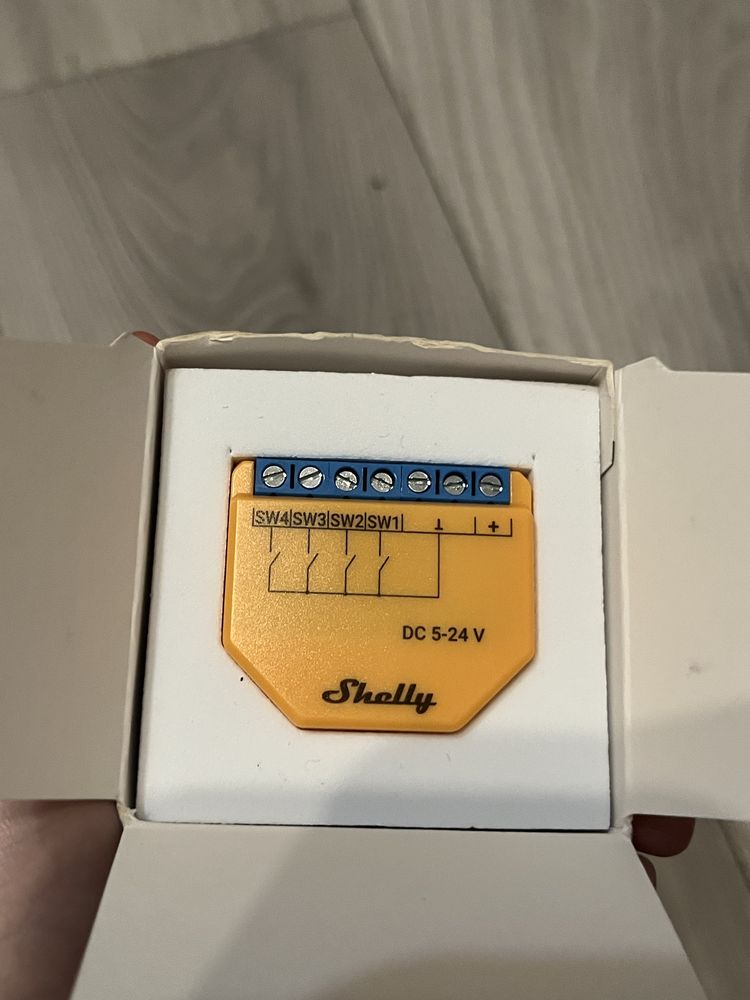 |SW4|SW3|SW2|SW1| ⊥ | + |
DC 5-24 V
Shelly